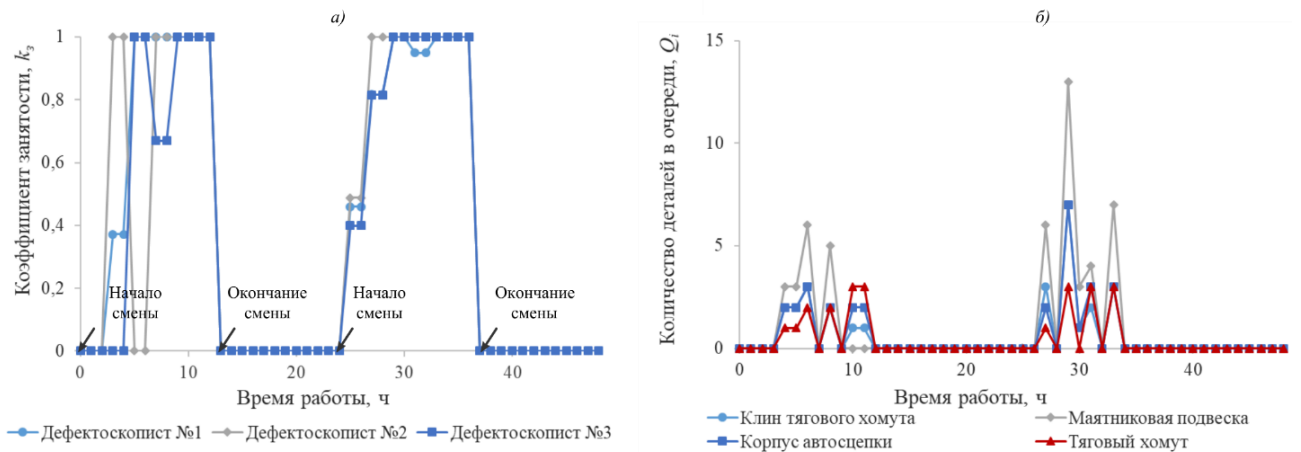 а)
Коэффициент занятости, kз
1
0,8
0,6
0,4
0,2
0
Начало
смены
Окончание
смены
Начало
смены
Окончание
смены
0
10
20
30
40
Время работы, ч
Дефектоскопист №1
Дефектоскопист №2
Дефектоскопист №3
б)
Количество деталей в очереди, Qi
15
10
5
0
0
10
20
30
40
Время работы, ч
Клин тягового хомута
Маятниковая подвеска
Корпус автосцепки
Тяговый хомут